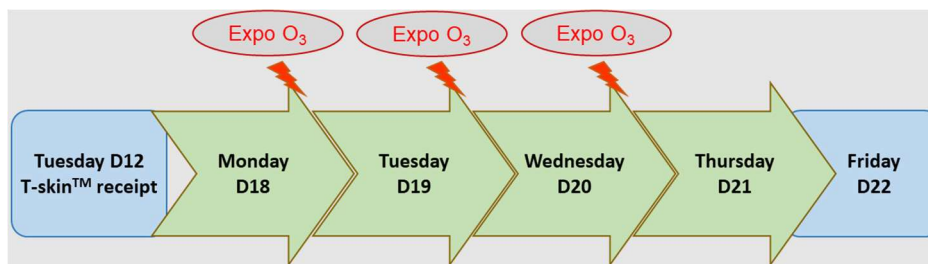 Expo O₃
Expo O₃
Expo O₃
Tuesday D12
T-skin™ receipt
Monday
D18
Tuesday
D19
Wednesday
D20
Thursday
D21
Friday
D22